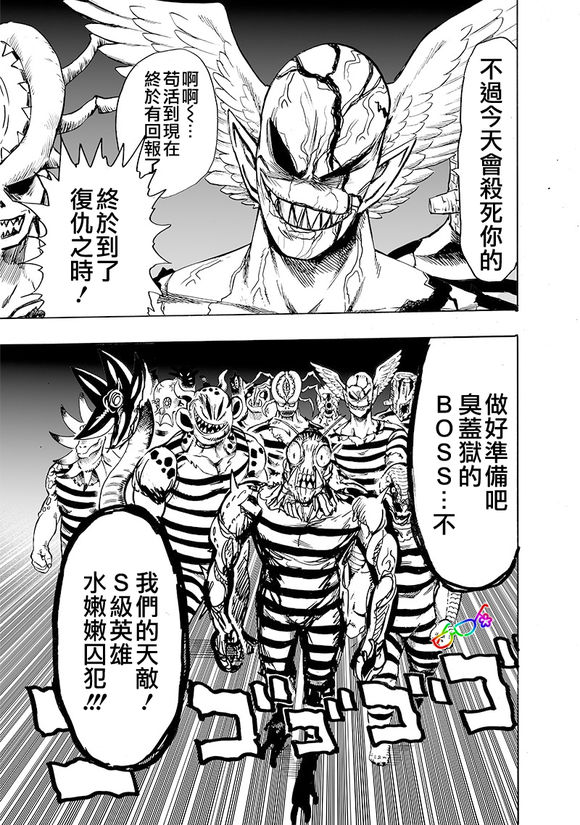 不過今天會殺死你的
啊啊~⋯
苟活到現在
終於有回報了
終於到了
復仇之時！
做好準備吧
臭蓋獄的
BOSS⋯不
我們的天敵！
S級英雄
水嫩嫩囚犯!!!
ゴゴゴゴゴ